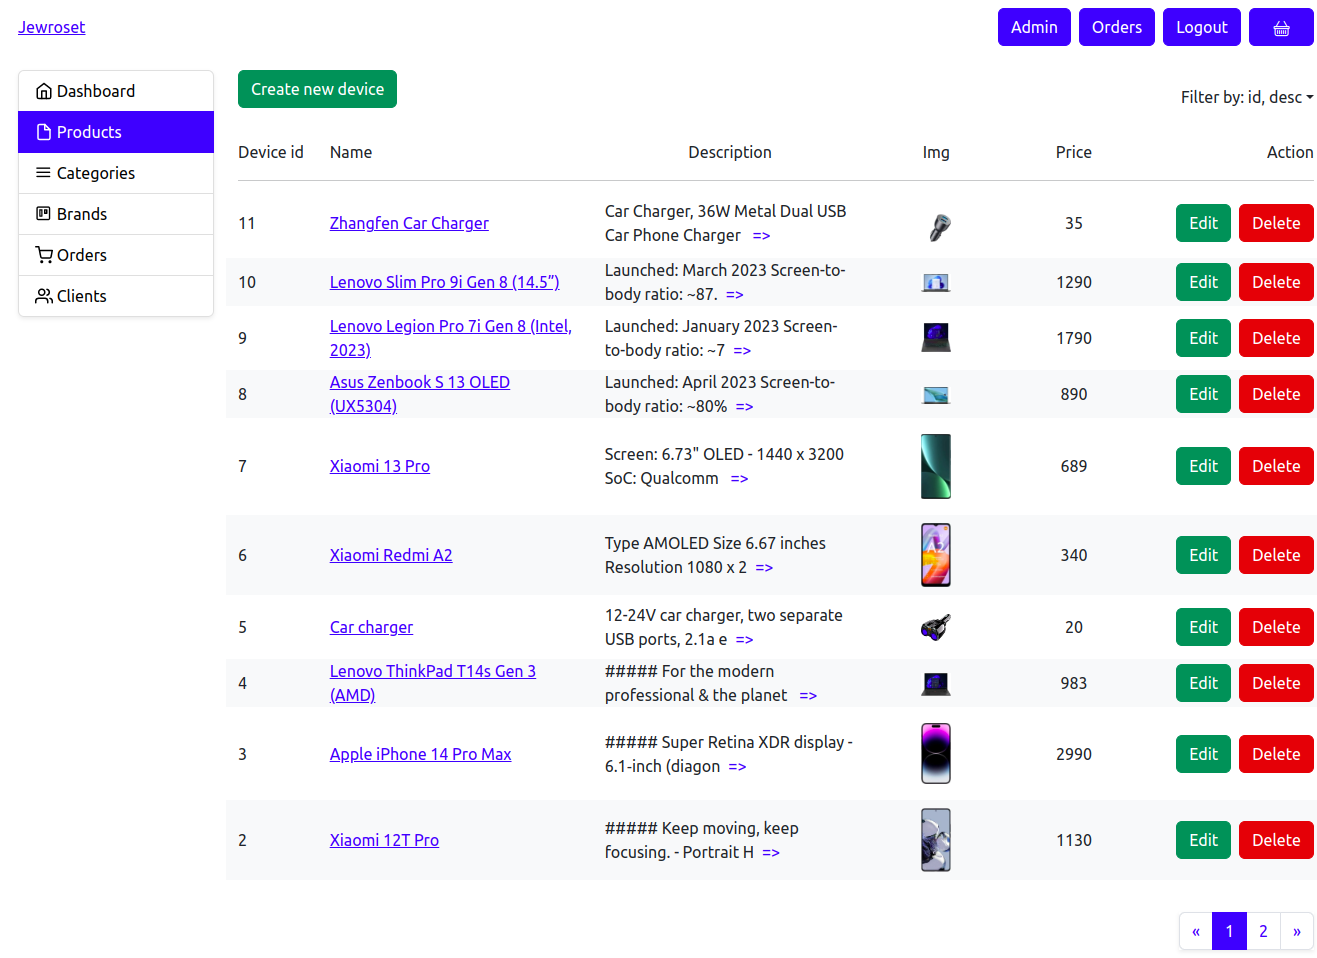 Jewroset
Admin Orders Logout
Dashboard
Products
Categories
Brands
Orders
Clients
Create new device
Filter by: id, desc
Device id Name Description Img Price Action
11 Zhangfen Car Charger Car Charger, 36W Metal Dual USB
Car Phone Charger => 35 Edit Delete
10 Lenovo Slim Pro 9i Gen 8 (14.5”) Launched: March 2023 Screen-to-
body ratio: ~87. => 1290 Edit Delete
9 Lenovo Legion Pro 7i Gen 8 (Intel,
2023) Launched: January 2023 Screen-
to-body ratio: ~7 => 1790 Edit Delete
8 Asus Zenbook S 13 OLED
(UX5304) Launched: April 2023 Screen-to-
body ratio: ~80% => 890 Edit Delete
7 Xiaomi 13 Pro Screen: 6.73" OLED - 1440 x 3200
SoC: Qualcomm => 689 Edit Delete
6 Xiaomi Redmi A2 Type AMOLED Size 6.67 inches
Resolution 1080 x 2 => 340 Edit Delete
5 Car charger 12-24V car charger, two separate
USB ports, 2.1a e => 20 Edit Delete
4 Lenovo ThinkPad T14s Gen 3
(AMD) ##### For the modern
professional & the planet => 983 Edit Delete
3 Apple iPhone 14 Pro Max ##### Super Retina XDR display -
6.1-inch (diagon => 2990 Edit Delete
2 Xiaomi 12T Pro ##### Keep moving, keep
focusing. - Portrait H => 1130 Edit Delete
« 1 2 »